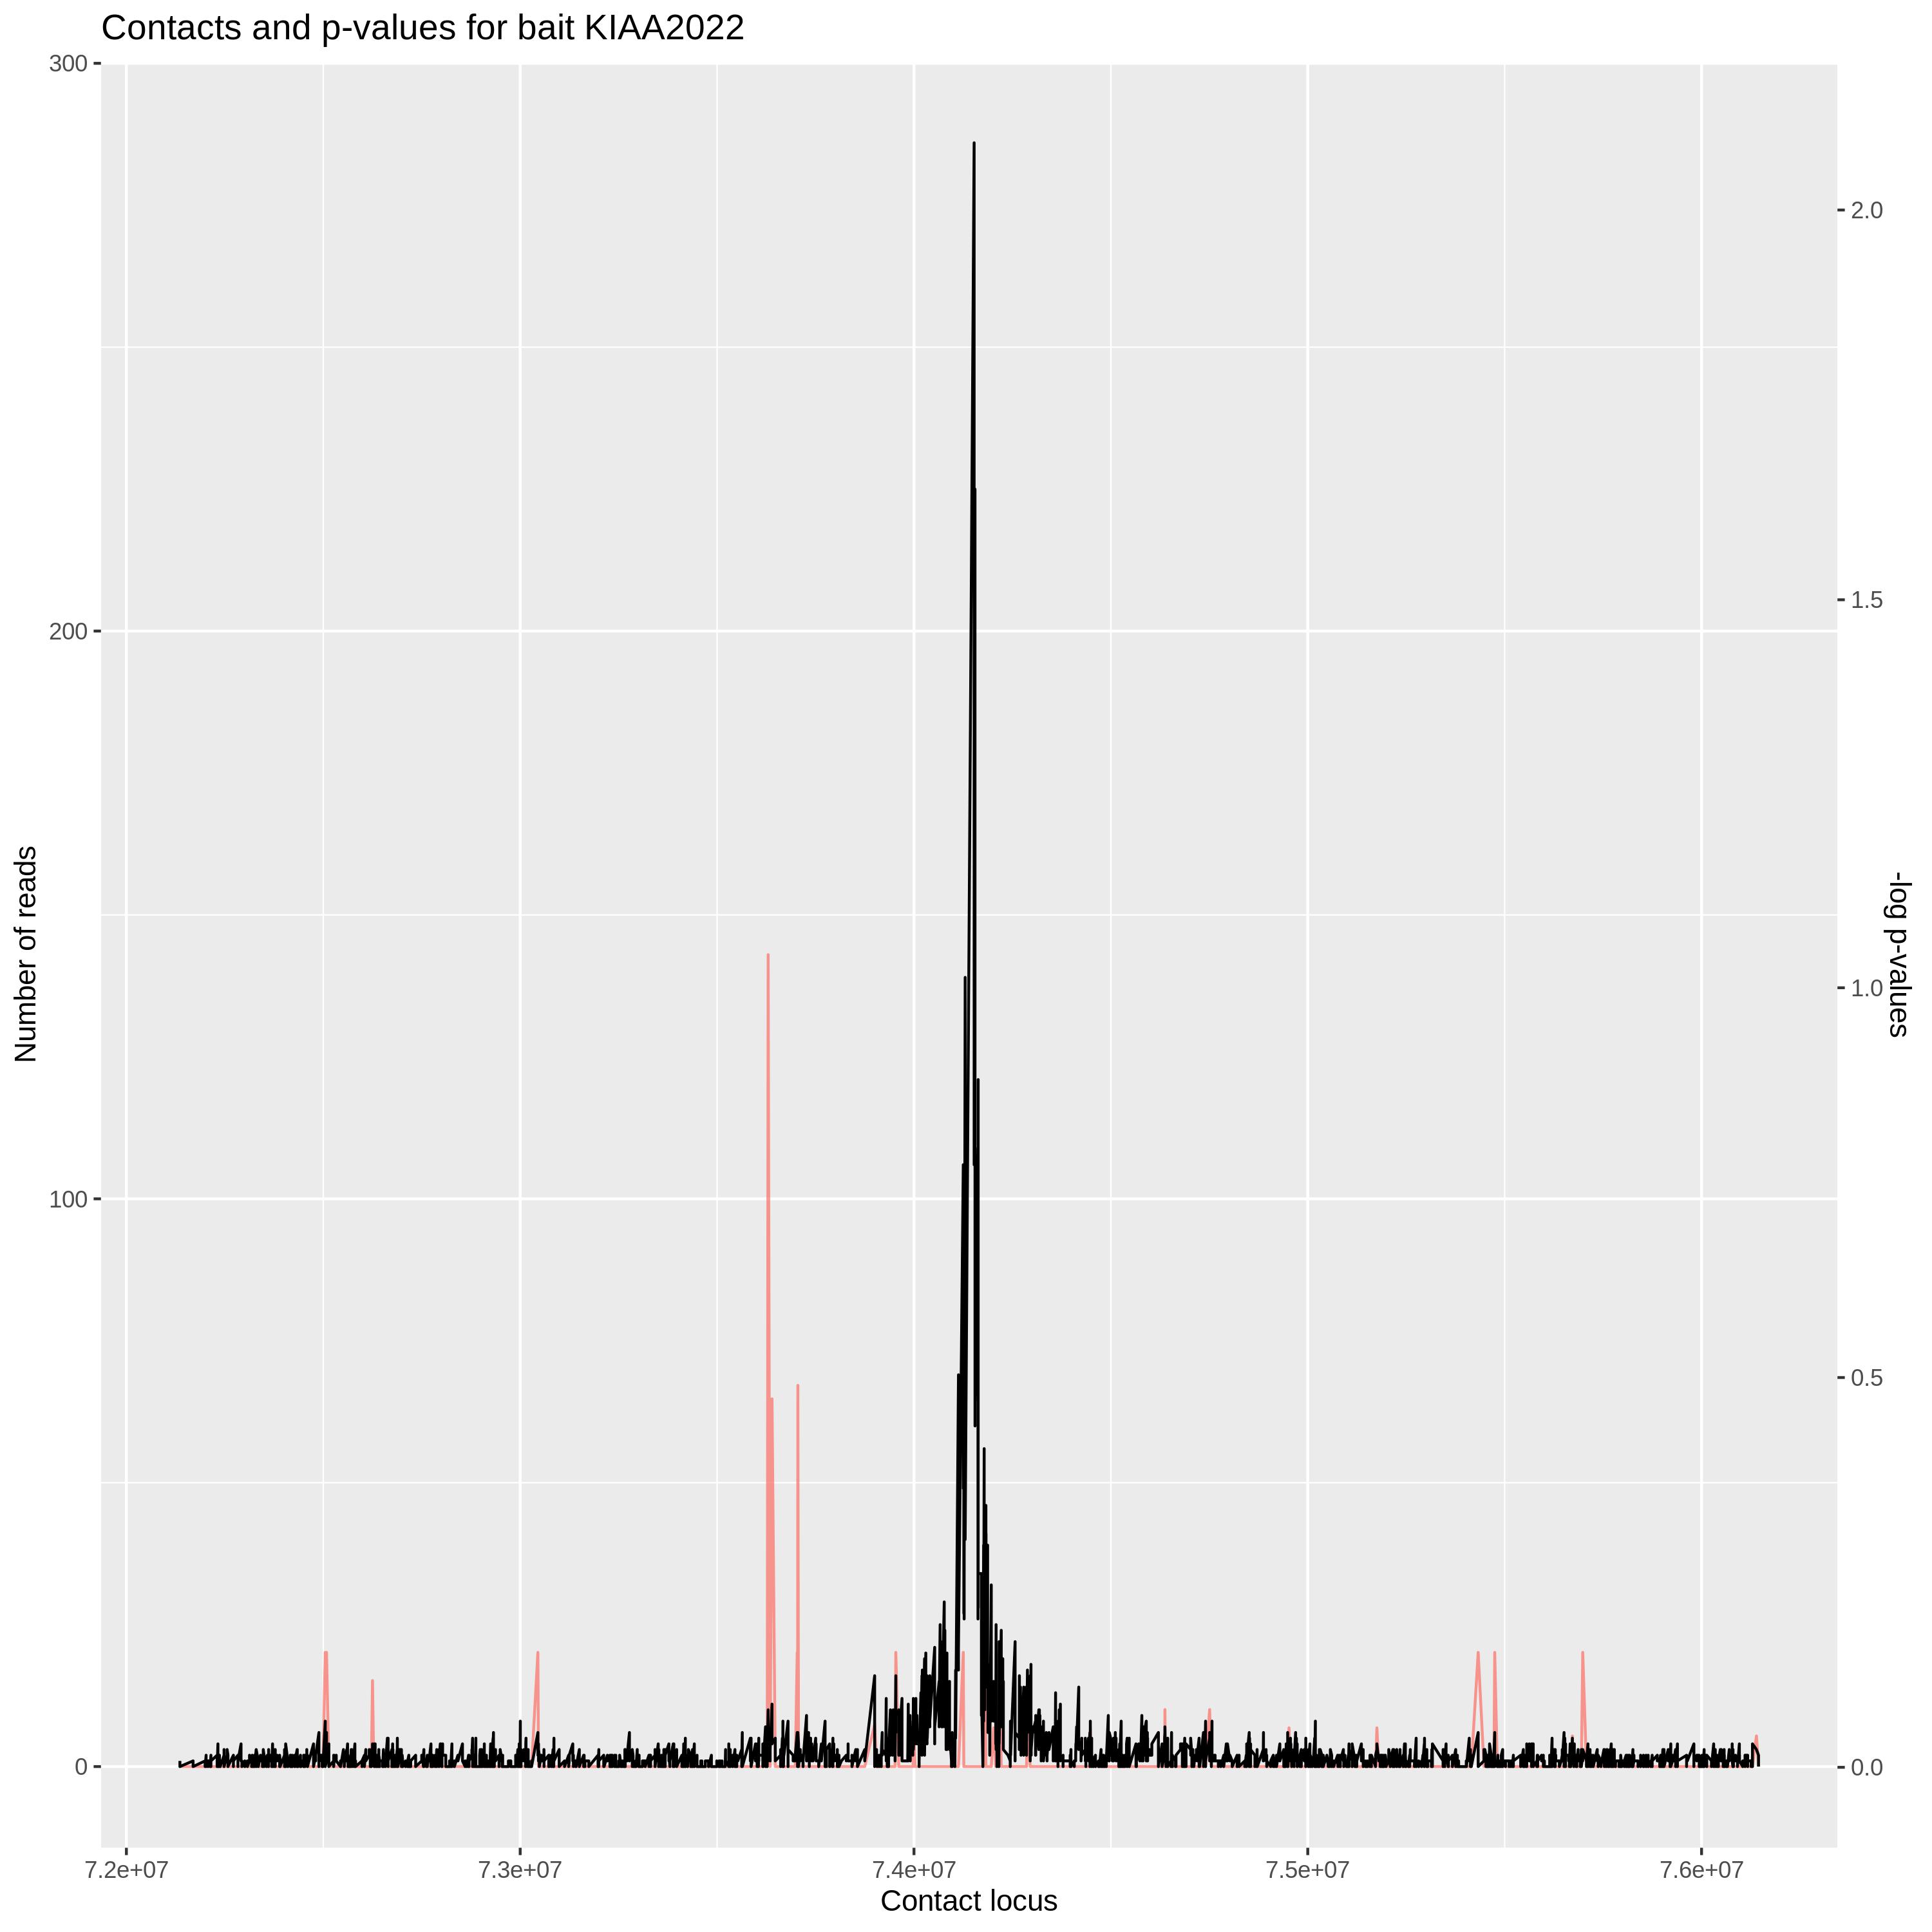 Contacts and p-values for bait KIAA2022
300
200
100
0
Number of reads
2.0
1.5
1.0
0.5
0.0
-log p-values
7.2e+07 7.3e+07 7.4e+07 7.5e+07 7.6e+07
Contact locus